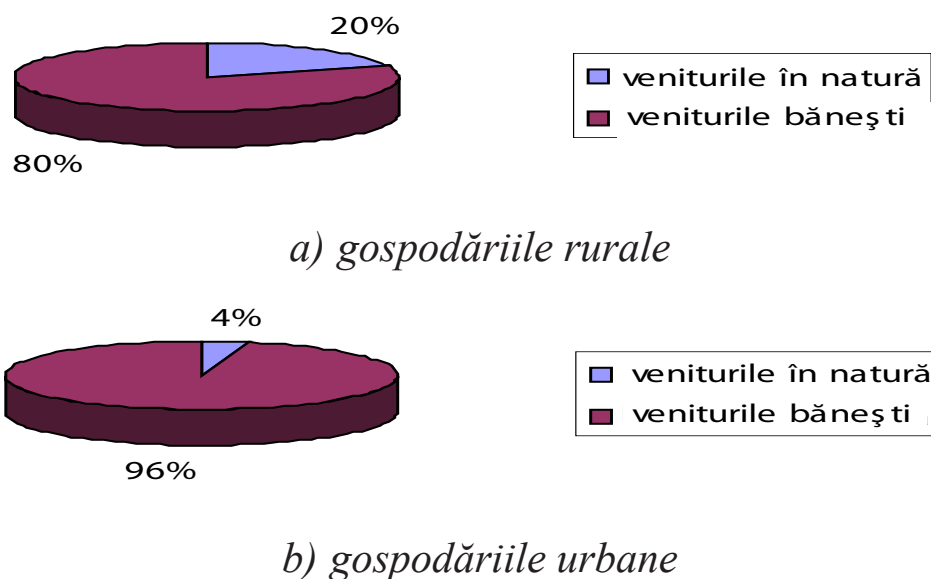 20%
veniturile în natură
veniturile băneşti
80%
a) gospodăriile rurale
4%
veniturile în natură
veniturile băneşti
96%
b) gospodăriile urbane